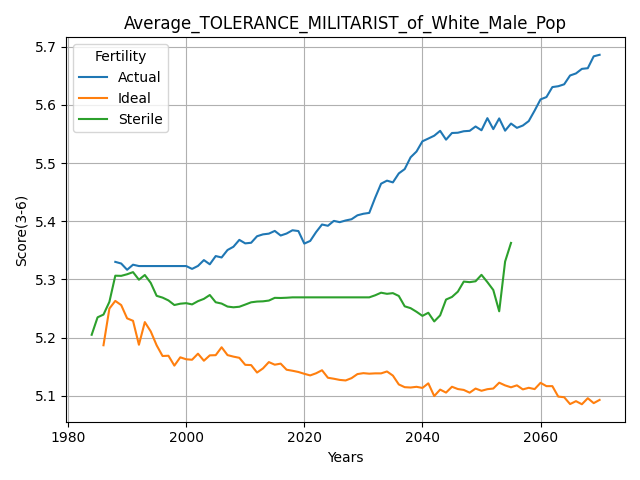 Average_TOLERANCE_MILITARIST_of_White_Male_Pop
Fertility
Actual
Ideal
Sterile
Score(3-6)
5.7
5.6
5.5
5.4
5.3
5.2
5.1
1980
2000
2020
2040
2060
Years